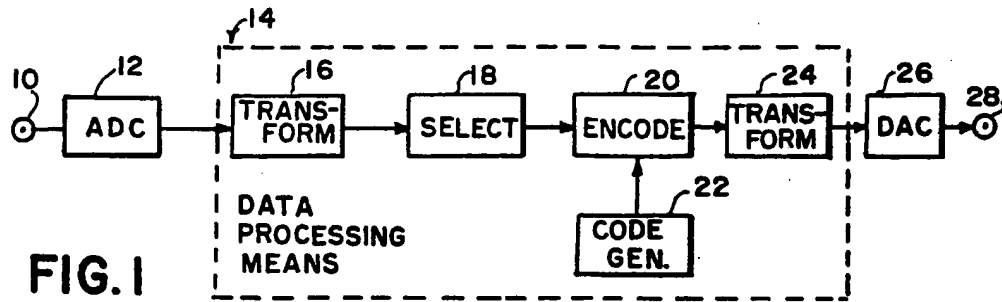 14
10
12
16
18
20
24
26
28
ADC
TRANS-
FORM
SELECT
ENCODE
TRANS-
FORM
DAC
22
CODE
GEN.
DATA
PROCESSING
MEANS
FIG. 1